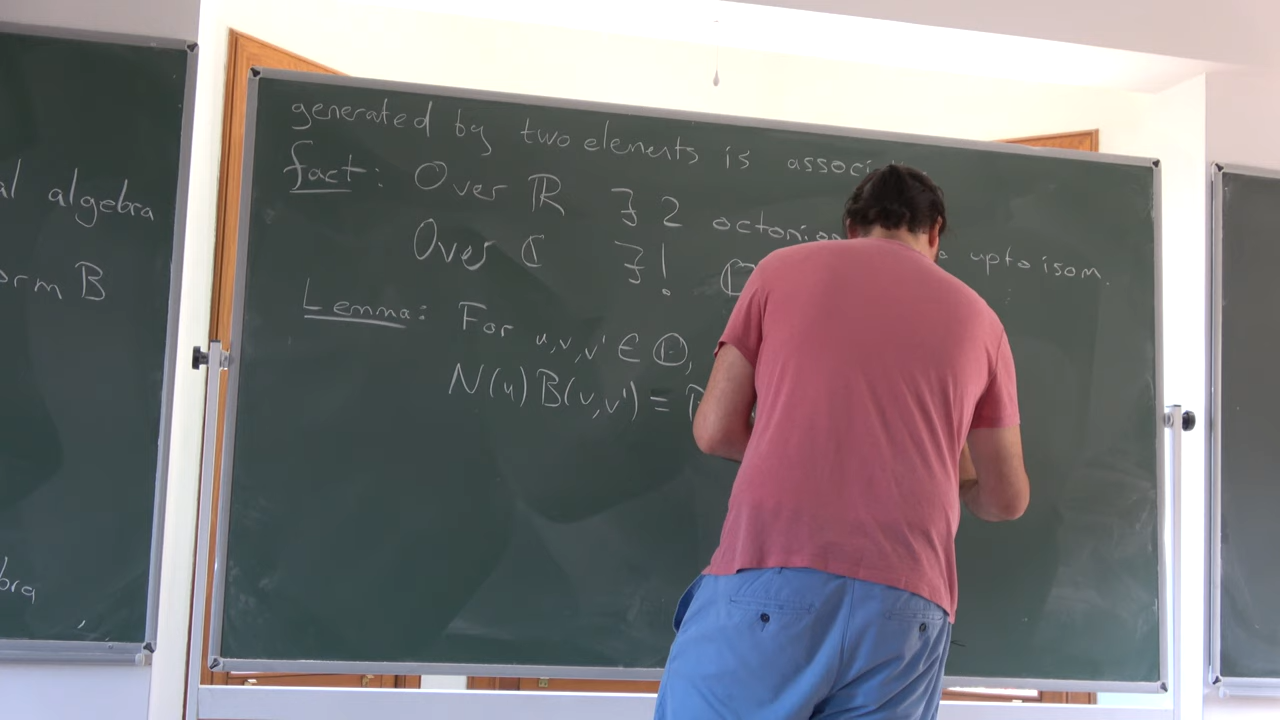 al algebra
orm B
bra
generated by two elements is associ
fact: Over ℝ ∃ 2 octonion upto isom.
Over ℂ ∃!
Lemma: For u,v,v' ∈ 𝕆,
N(u)B(v,v') =